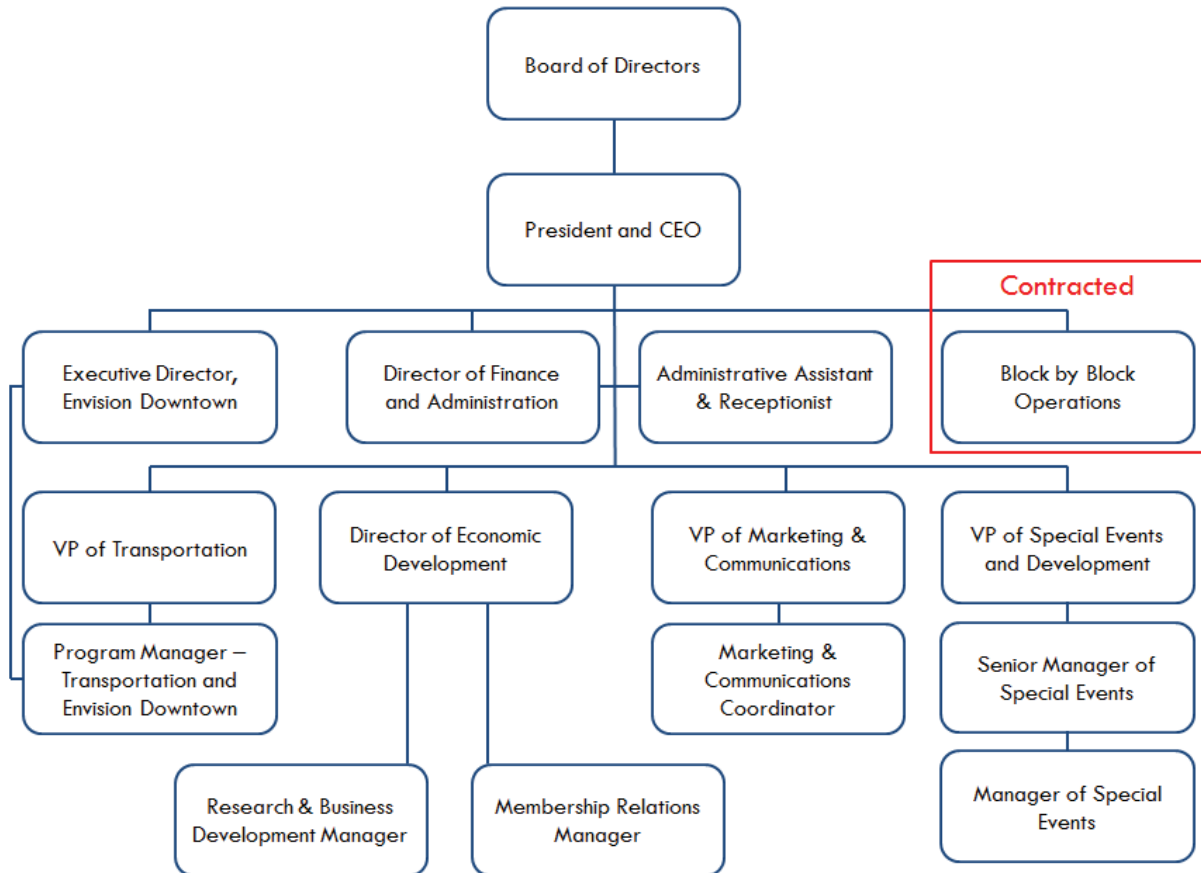 Board of Directors
President and CEO
Contracted
Executive Director,
Envision Downtown
Director of Finance
and Administration
Administrative Assistant
& Receptionist
Block by Block
Operations
VP of Transportation
Director of Economic
Development
VP of Marketing &
Communications
VP of Special Events
and Development
Program Manager –
Transportation and
Envision Downtown
Marketing &
Communications
Coordinator
Senior Manager of
Special Events
Research & Business
Development Manager
Membership Relations
Manager
Manager of Special
Events